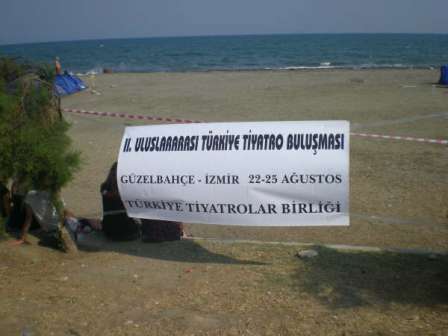 II. ULUSLARARASI TÜRKİYE TİYATRO BULUŞMASI
GÜZELBAHÇE - İZMİR 22-25 AĞUSTOS
TÜRKİYE TİYATROLAR BİRLİĞİ